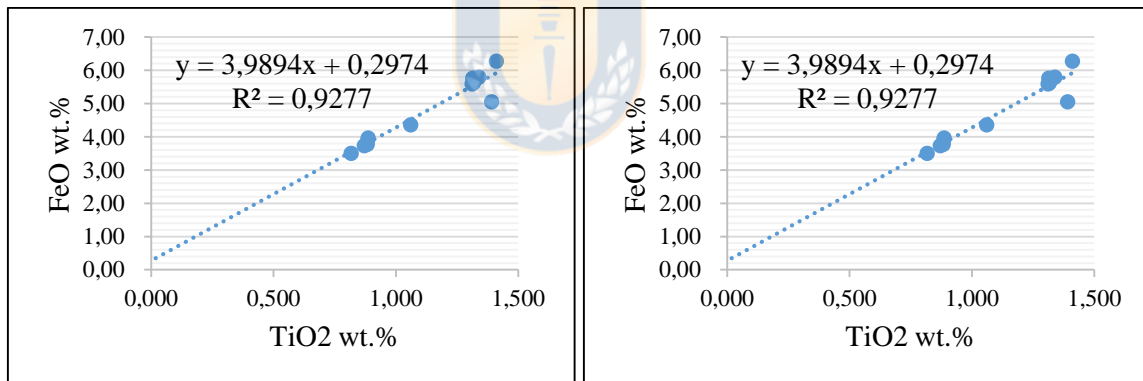 7,00
6,00
5,00
4,00
3,00
2,00
1,00
0,00
FeO wt.%
y = 3,9894x + 0,2974
R² = 0,9277
0,000 0,500 1,000 1,500
TiO2 wt.%
7,00
6,00
5,00
4,00
3,00
2,00
1,00
0,00
FeO wt.%
y = 3,9894x + 0,2974
R² = 0,9277
0,000 0,500 1,000 1,500
TiO2 wt.%